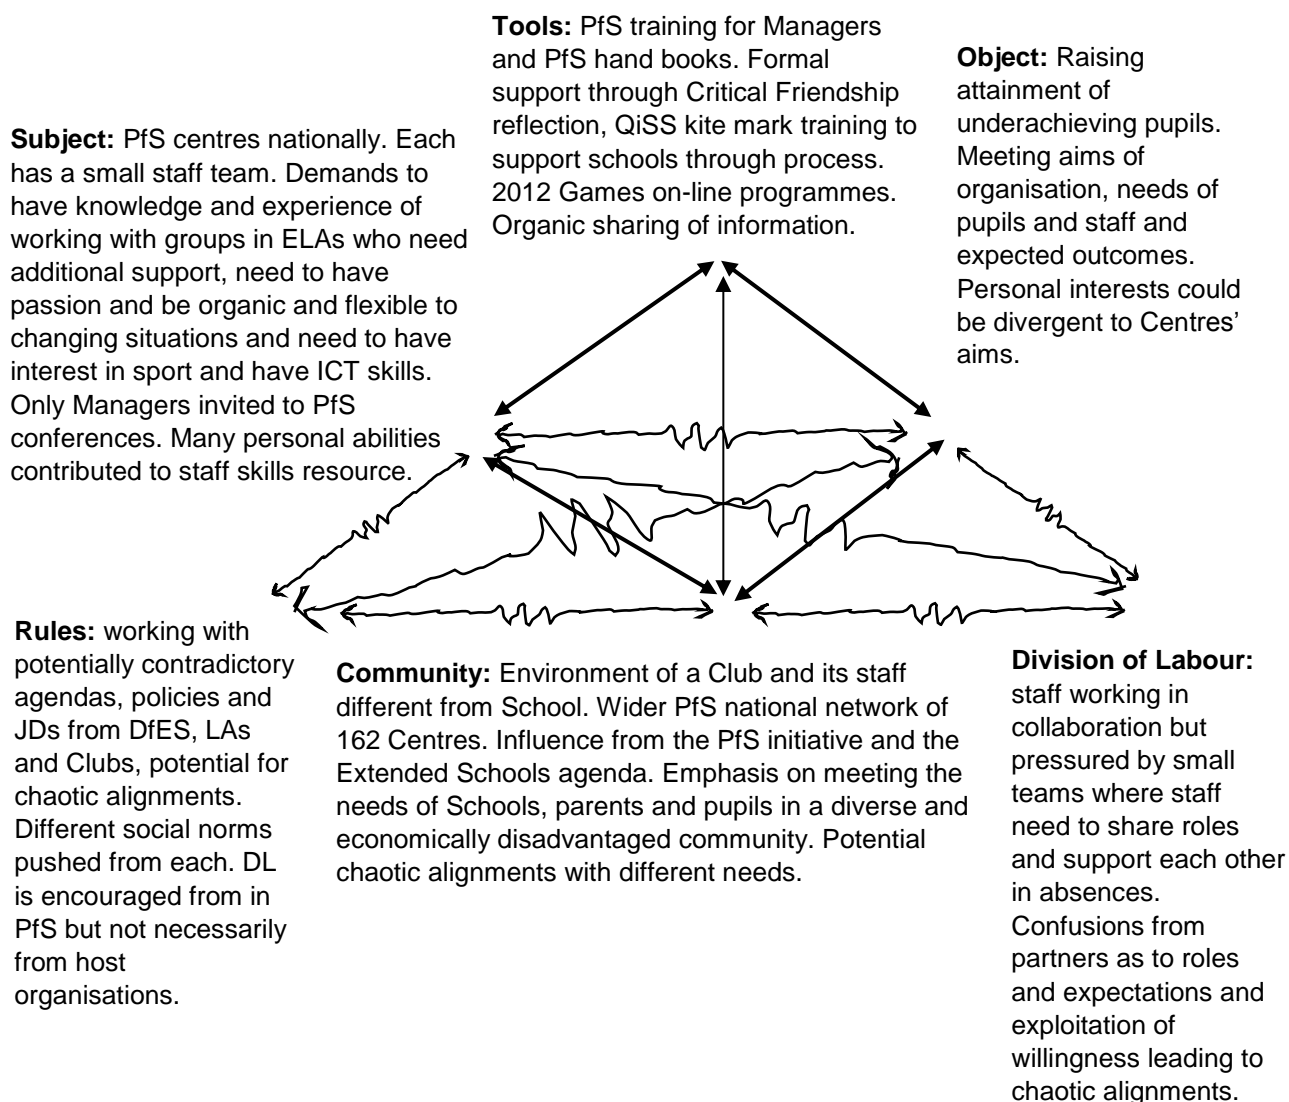 Tools: PfS training for Managers
and PfS hand books. Formal
support through Critical Friendship
reflection, QiSS kite mark training to
support schools through process.
2012 Games on-line programmes.
Organic sharing of information.
Object: Raising
attainment of
underachieving pupils.
Meeting aims of
organisation, needs of
pupils and staff and
expected outcomes.
Personal interests could
be divergent to Centres’
aims.
Subject: PfS centres nationally. Each
has a small staff team. Demands to
have knowledge and experience of
working with groups in ELAs who need
additional support, need to have
passion and be organic and flexible to
changing situations and need to have
interest in sport and have ICT skills.
Only Managers invited to PfS
conferences. Many personal abilities
contributed to staff skills resource.
Rules: working with
potentially contradictory
agendas, policies and
JDs from DfES, LAs
and Clubs, potential for
chaotic alignments.
Different social norms
pushed from each. DL
is encouraged from in
PfS but not necessarily
from host
organisations.
Community: Environment of a Club and its staff
different from School. Wider PfS national network of
162 Centres. Influence from the PfS initiative and the
Extended Schools agenda. Emphasis on meeting the
needs of Schools, parents and pupils in a diverse and
economically disadvantaged community. Potential
chaotic alignments with different needs.
Division of Labour:
staff working in
collaboration but
pressured by small
teams where staff
need to share roles
and support each other
in absences.
Confusions from
partners as to roles
and expectations and
exploitation of
willingness leading to
chaotic alignments.